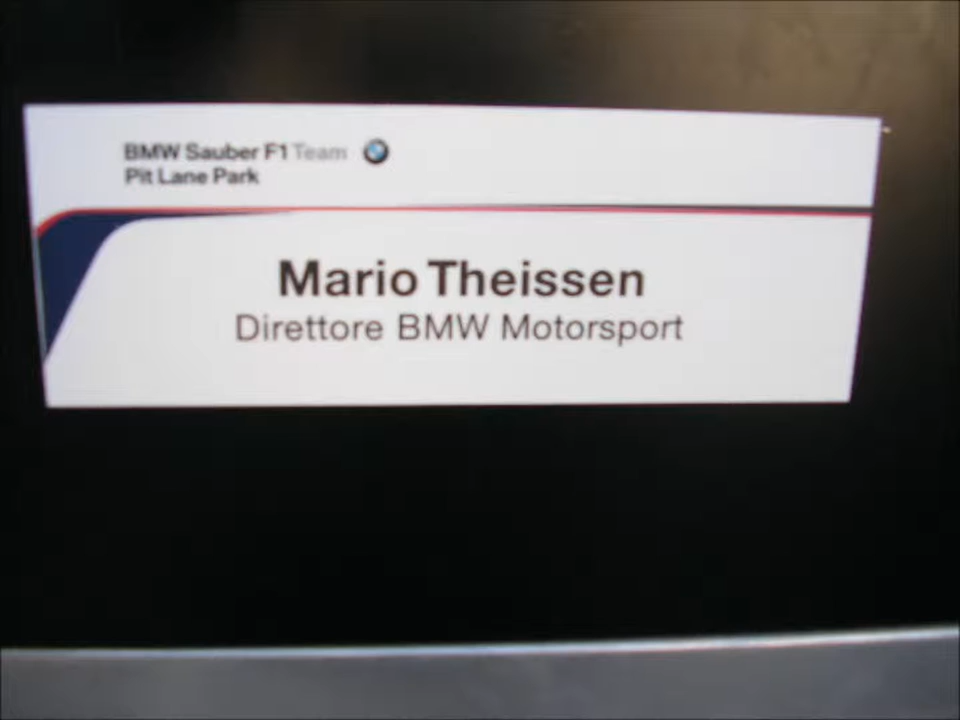 BMW Sauber F1 Team
Pit Lane Park
Mario Theissen
Direttore BMW Motorsport